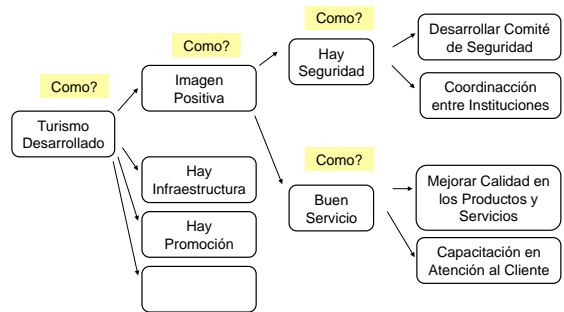 Como?
Turismo
Desarrollado
Como?
Imagen
Positiva
Hay
Infraestructura
Hay
Promoción
Como?
Hay
Seguridad
Como?
Buen
Servicio
Desarrollar Comité
de Seguridad
Coordinacción
entre Instituciones
Mejorar Calidad en
los Productos y
Servicios
Capacitación en
Atención al Cliente